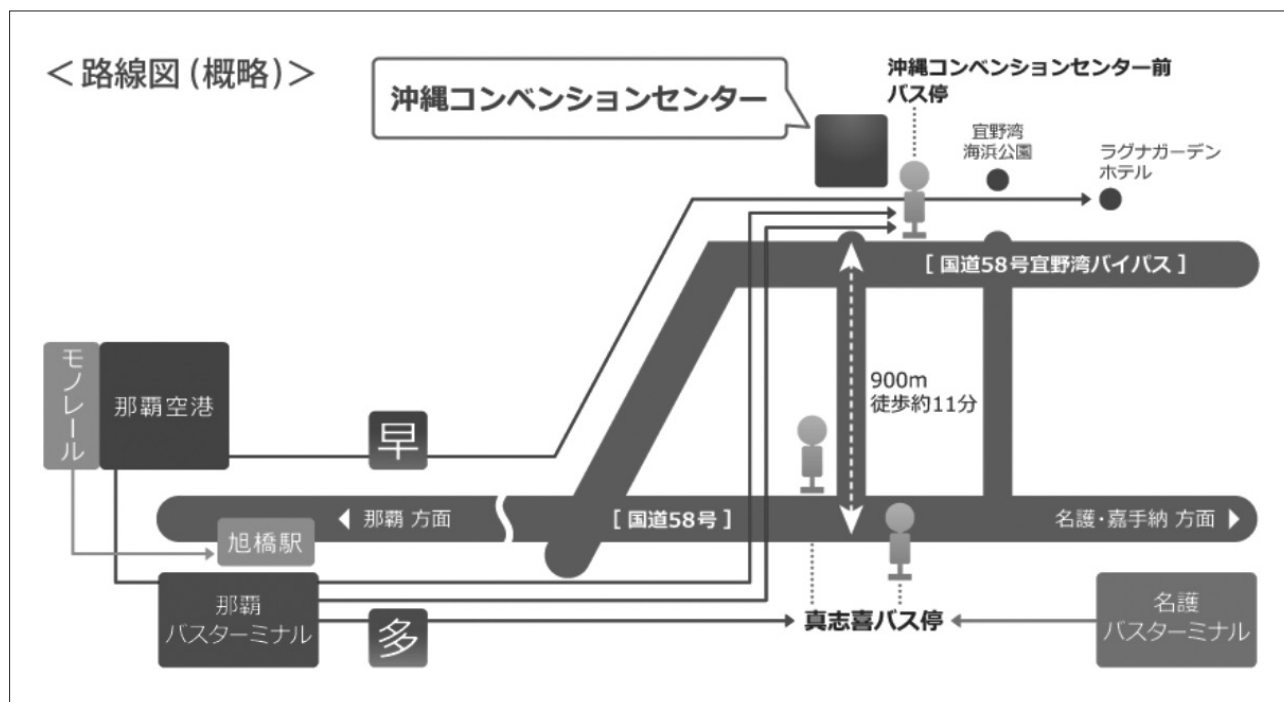 ＜路線図(概略)＞
沖縄コンベンションセンター
沖縄コンベンションセンター前
バス停
宜野湾
海浜公園
ラグナガーデン
ホテル
[ 国道58号宜野湾バイパス ]
モノレール
那覇空港
早
900m
徒歩約11分
那覇 方面
[ 国道58号 ]
名護・嘉手納 方面
旭橋駅
那覇
バスターミナル
多
真志喜バス停
名護
バスターミナル